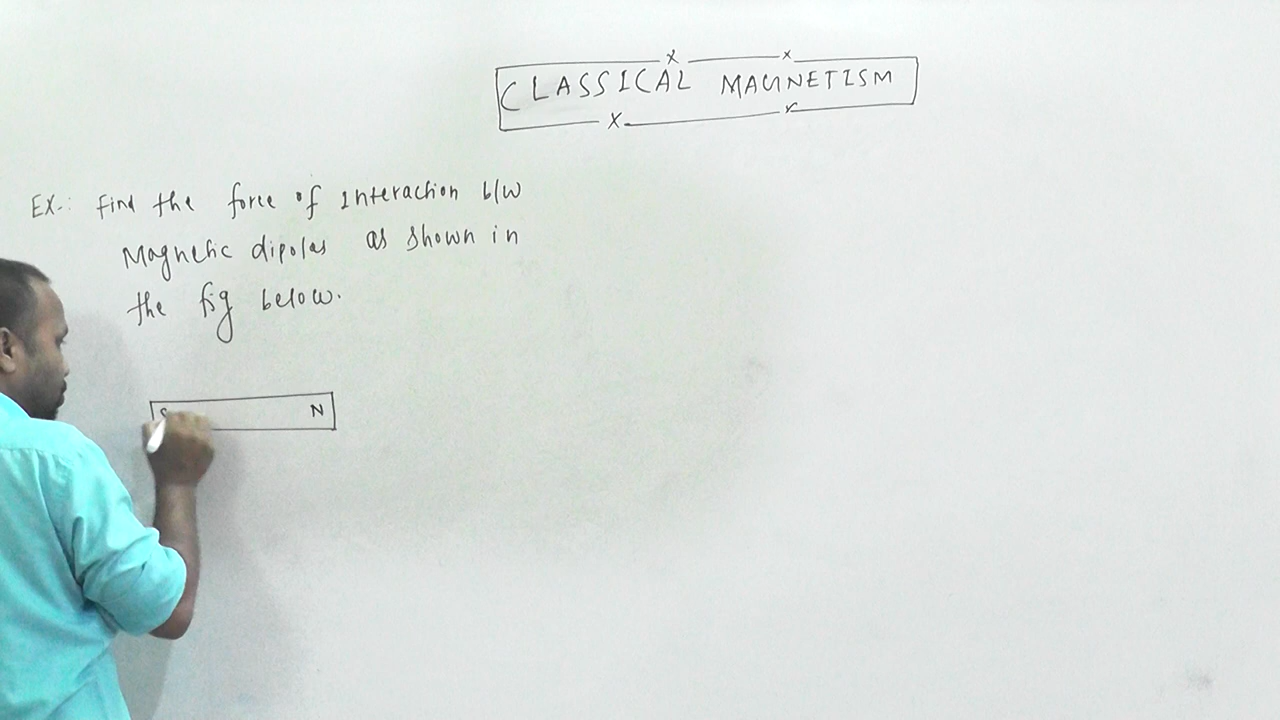 CLASSICAL MAGNETISM
EX.: Find the force of Interaction b/w
Magnetic dipoles as shown in
the fig below.
S N